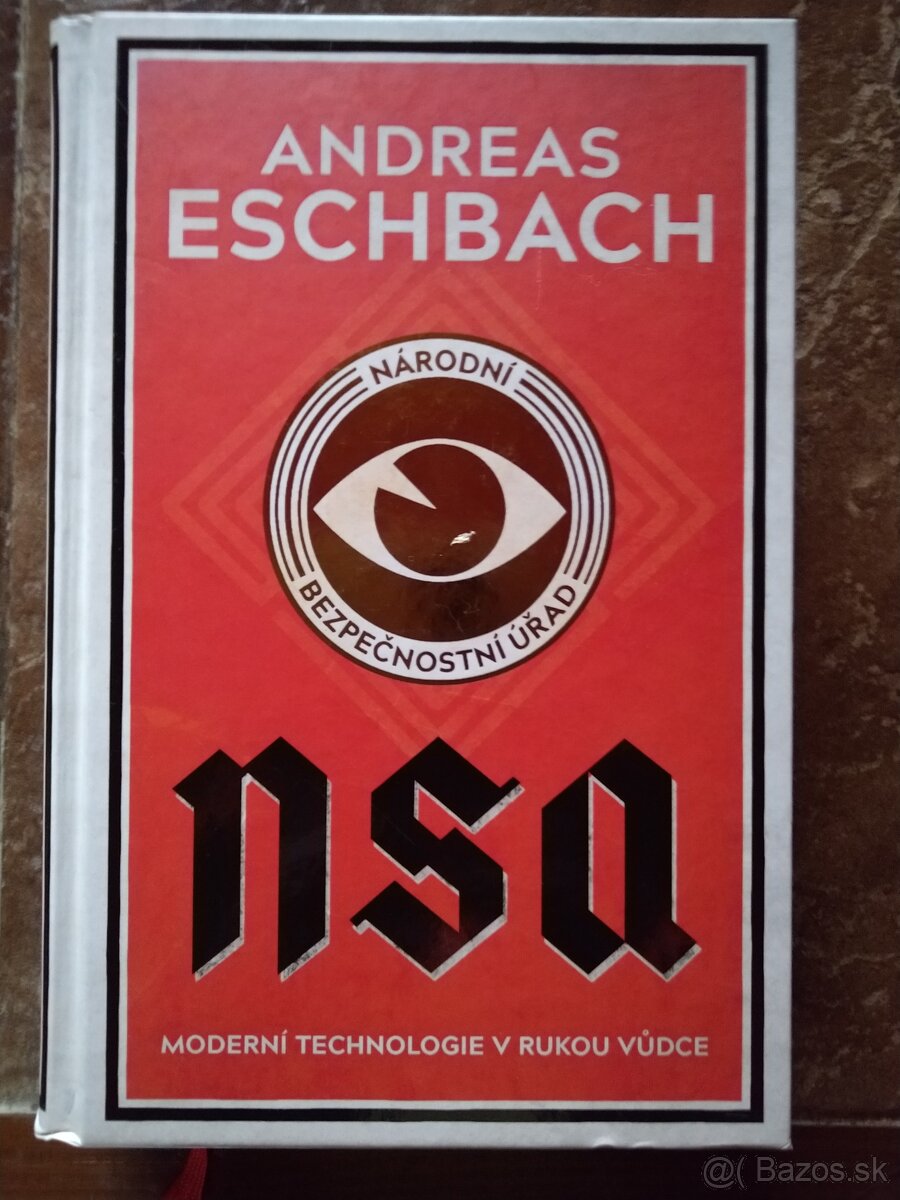 ANDREAS
ESCHBACH
NÁRODNÍ
BEZPEČNOSTNÍ ÚŘAD
nsa
MODERNÍ TECHNOLOGIE V RUKOU VŮDCE
@( Bazos.sk